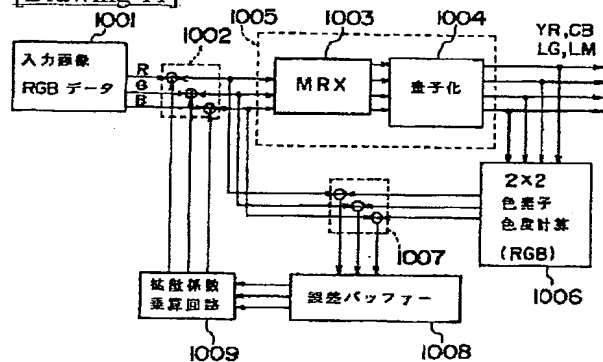 [Drawing 11]
1001
1002
1005
1003
1004
入力画像
RGB データ
R
G
B
MRX
量子化
YR, CB
LG, LM
2×2
色素子
色度計算
(RGB)
1006
1007
拡散係数
乗算回路
1009
誤差バッファー
1008